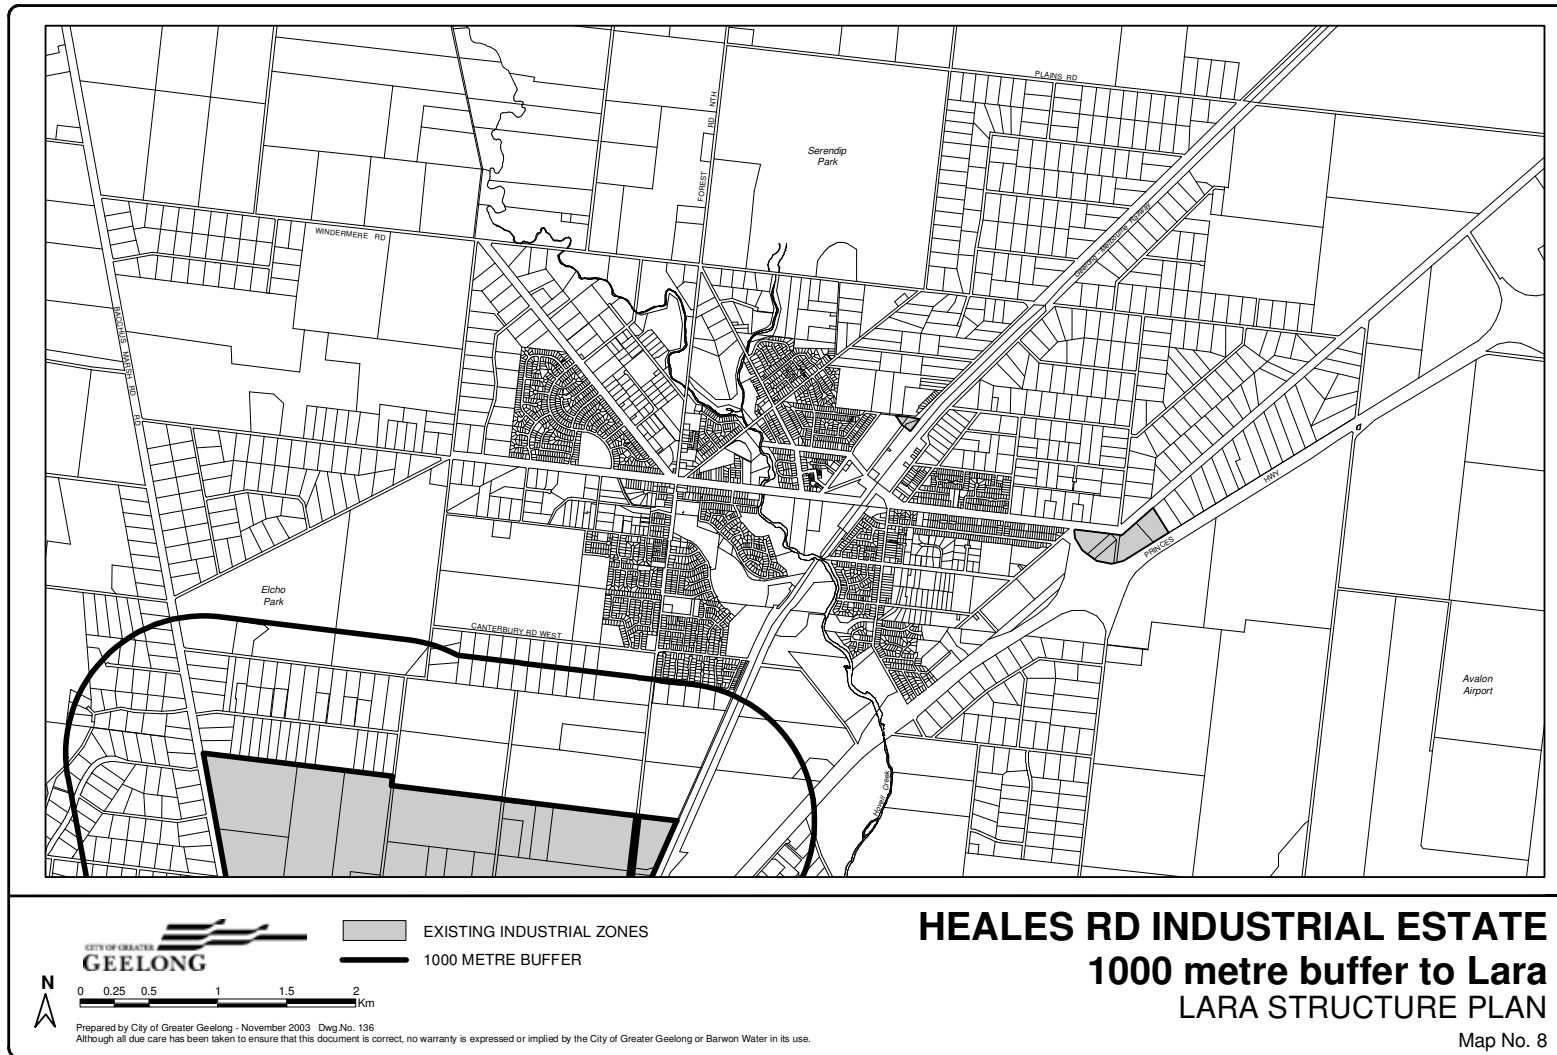 PLAINS RD
FOREST RD NTH
Serendip
Park
WINDERMERE RD
Geelong - Melbourne Railway
BACCHUS MARSH RD
RD
HWY
PRINCES
Elcho
Park
CANTERBURY RD WEST
Avalon
Airport
Hovell Creek
CITY OF GREATER
GEELONG
EXISTING INDUSTRIAL ZONES
1000 METRE BUFFER
N
0 0.25 0.5 1 1.5 2
Km
Prepared by City of Greater Geelong - November 2003 Dwg.No. 136
Although all due care has been taken to ensure that this document is correct, no warranty is expressed or implied by the City of Greater Geelong or Barwon Water in its use.
HEALES RD INDUSTRIAL ESTATE
1000 metre buffer to Lara
LARA STRUCTURE PLAN
Map No. 8